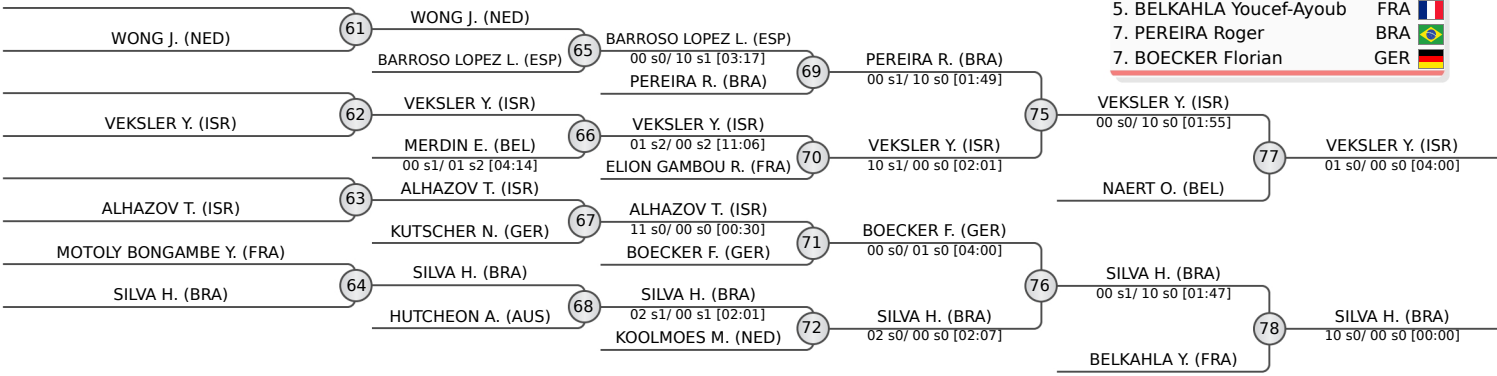 5. BELKAHLA Youcef-Ayoub FRA
7. PEREIRA Roger BRA
7. BOECKER Florian GER
WONG J. (NED)
61
WONG J. (NED)
BARROSO LOPEZ L. (ESP)
65
BARROSO LOPEZ L. (ESP)
00 s0/ 10 s1 [03:17]
PEREIRA R. (BRA)
69
PEREIRA R. (BRA)
00 s1/ 10 s0 [01:49]
VEKSLER Y. (ISR)
62
VEKSLER Y. (ISR)
MERDIN E. (BEL)
00 s1/ 01 s2 [04:14]
66
VEKSLER Y. (ISR)
01 s2/ 00 s2 [11:06]
ELION GAMBOU R. (FRA)
70
VEKSLER Y. (ISR)
10 s1/ 00 s0 [02:01]
75
VEKSLER Y. (ISR)
00 s0/ 10 s0 [01:55]
NAERT O. (BEL)
77
VEKSLER Y. (ISR)
01 s0/ 00 s0 [04:00]
ALHAZOV T. (ISR)
63
ALHAZOV T. (ISR)
KUTSCHER N. (GER)
67
ALHAZOV T. (ISR)
11 s0/ 00 s0 [00:30]
BOECKER F. (GER)
71
BOECKER F. (GER)
00 s0/ 01 s0 [04:00]
MOTOLY BONGAMBE Y. (FRA)
SILVA H. (BRA)
64
SILVA H. (BRA)
HUTCHEON A. (AUS)
68
SILVA H. (BRA)
02 s1/ 00 s1 [02:01]
KOOLMOES M. (NED)
72
SILVA H. (BRA)
02 s0/ 00 s0 [02:07]
76
SILVA H. (BRA)
00 s1/ 10 s0 [01:47]
BELKAHLA Y. (FRA)
78
SILVA H. (BRA)
10 s0/ 00 s0 [00:00]